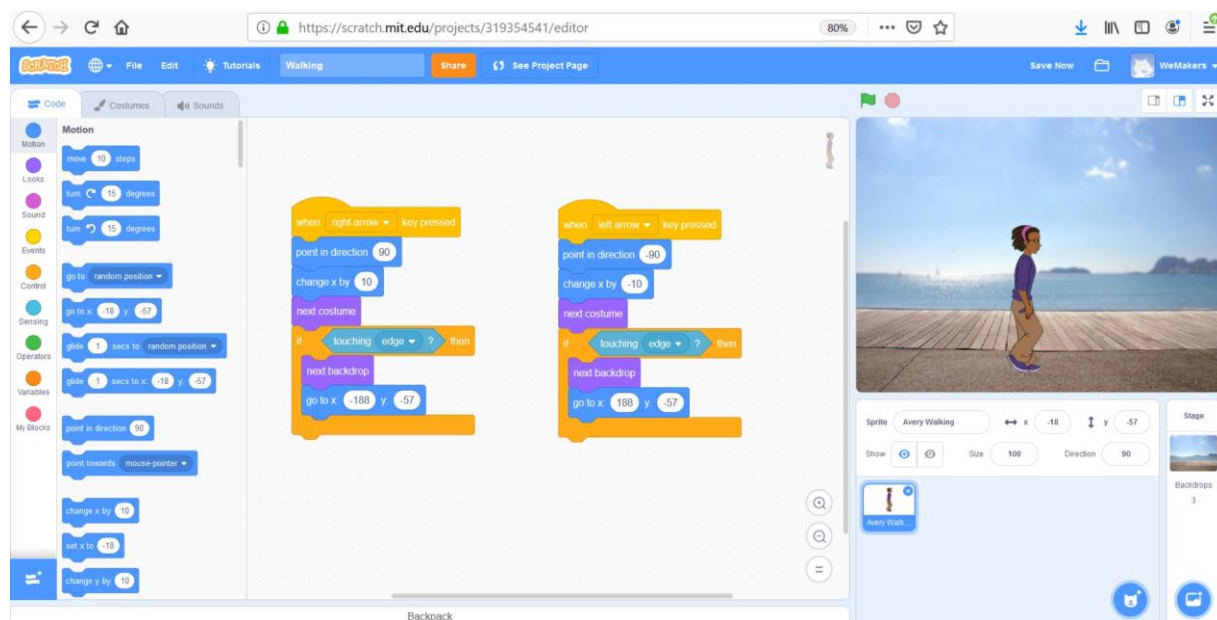 https://scratch.mit.edu/projects/319354541/editor 80%
SCRATCH File Edit Tutorials Walking Share See Project Page Save Now WeMakers
Code Costumes Sounds
Motion
Looks
Sound
Events
Control
Sensing
Operators
Variables
My Blocks
Motion
move 10 steps
turn 15 degrees
turn 15 degrees
go to random position
go to x: -18 y: -57
glide 1 secs to random position
glide 1 secs to x: -18 y: -57
point in direction 90
point towards mouse-pointer
change x by 10
set x to -18
change y by 10
when right arrow key pressed
point in direction 90
change x by 10
next costume
if touching edge ? then
next backdrop
go to x: -188 y: -57
when left arrow key pressed
point in direction -90
change x by -10
next costume
if touching edge ? then
next backdrop
go to x: 188 y: -57
Sprite Avery Walking x -18 y -57
Show Size 100 Direction 90
Avery Walk...
Stage
Backdrops
3
Backpack